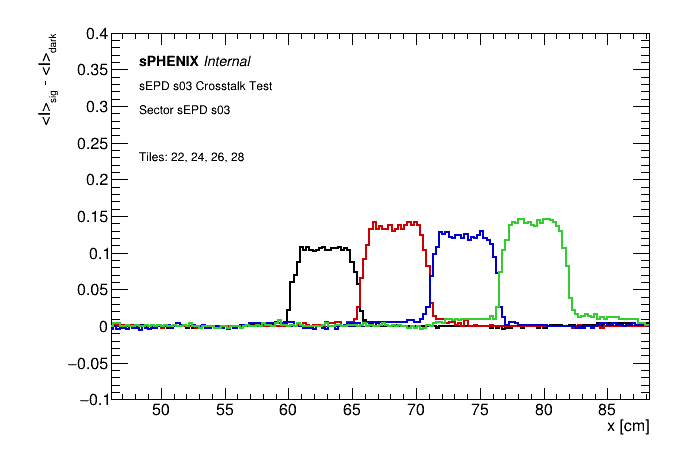 0.4
0.35
0.3
0.25
0.2
0.15
0.1
0.05
0
−0.05
−0.1
<I>sig - <I>dark
sPHENIX Internal
sEPD s03 Crosstalk Test
Sector sEPD s03
Tiles: 22, 24, 26, 28
50 55 60 65 70 75 80 85
x [cm]